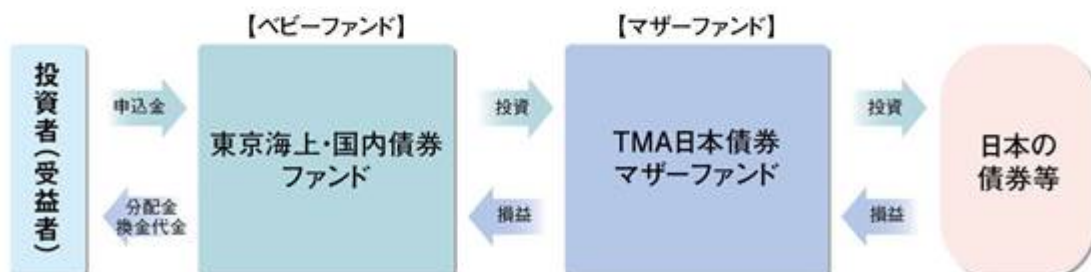 【ベビーファンド】
【マザーファンド】
投資者(受益者)
申込金
分配金
換金代金
東京海上・国内債券
ファンド
投資
損益
TMA日本債券
マザーファンド
投資
損益
日本の
債券等